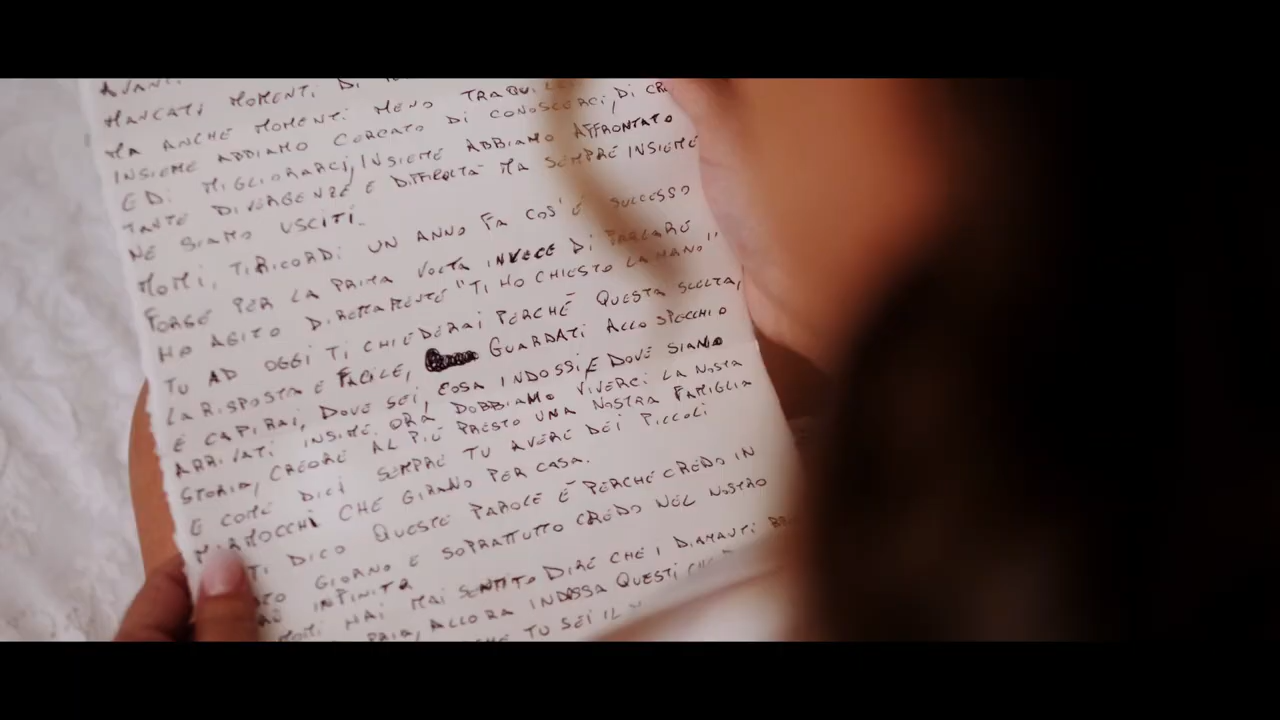 AVANTI
MANCATI MOMENTI DI
MA ANCHE MOMENTI MENO
INSIEME ABBIAMO CERCATO DI CONOSCERCI, DI
E DI MIGLIORARCI, INSIEME ABBIAMO AFFRONTATO
TANTE DIVERGENZE E DIFFICOLTÀ MA SEMPRE INSIEME
NE SIAMO USCITI.
MOMI, TI RICORDI UN ANNO FA COS'È SUCCESSO
FORSE PER LA PRIMA VOLTA INVECE DI PARLARE
HO AGITO DIRETTAMENTE "TI HO CHIESTO LA MANO"
TU AD OGGI TI CHIEDERAI PERCHÉ QUESTA SCELTA,
LA RISPOSTA E FACILE, GUARDATI ALLO SPECCHIO
E CAPIRAI, DOVE SEI, COSA INDOSSI E DOVE SIAMO
ARRIVATI INSIME. ORA DOBBIAMO VIVERCI LA NOSTRA
STORIA, CREARE AL PIÙ PRESTO UNA NOSTRA FAMIGLIA
E COME DICI SEMPRE TU AVERE DEI PICCOLI
MARMOCCHI CHE GIRANO PER CASA.
TI DICO QUESTE PAROLE È PERCHÉ CREDO IN
GIORNO E SOPRATTUTTO CREDO NEL NOSTRO
INFINITO
MOMI HAI MAI SENTITO DIRE CHE I DIAMANTI
ALLORA INDOSSA QUESTI
TU SEI IL